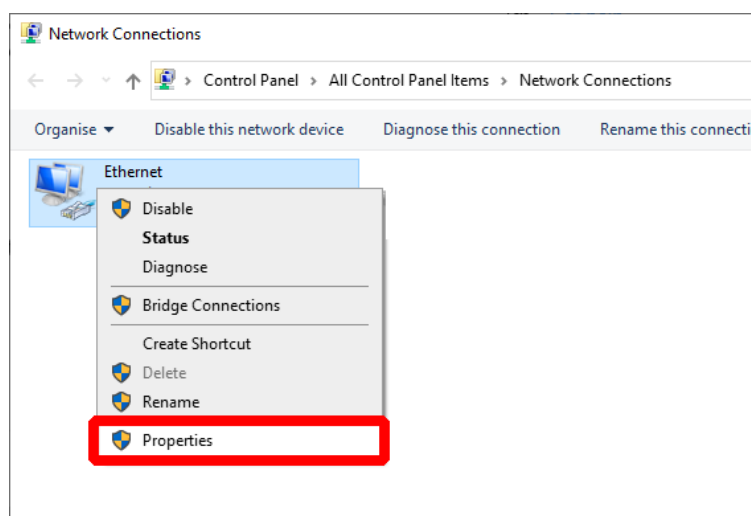 Network Connections
Control Panel > All Control Panel Items > Network Connections
Organise Disable this network device Diagnose this connection Rename this connecti
Ethernet
Disable
Status
Diagnose
Bridge Connections
Create Shortcut
Delete
Rename
Properties